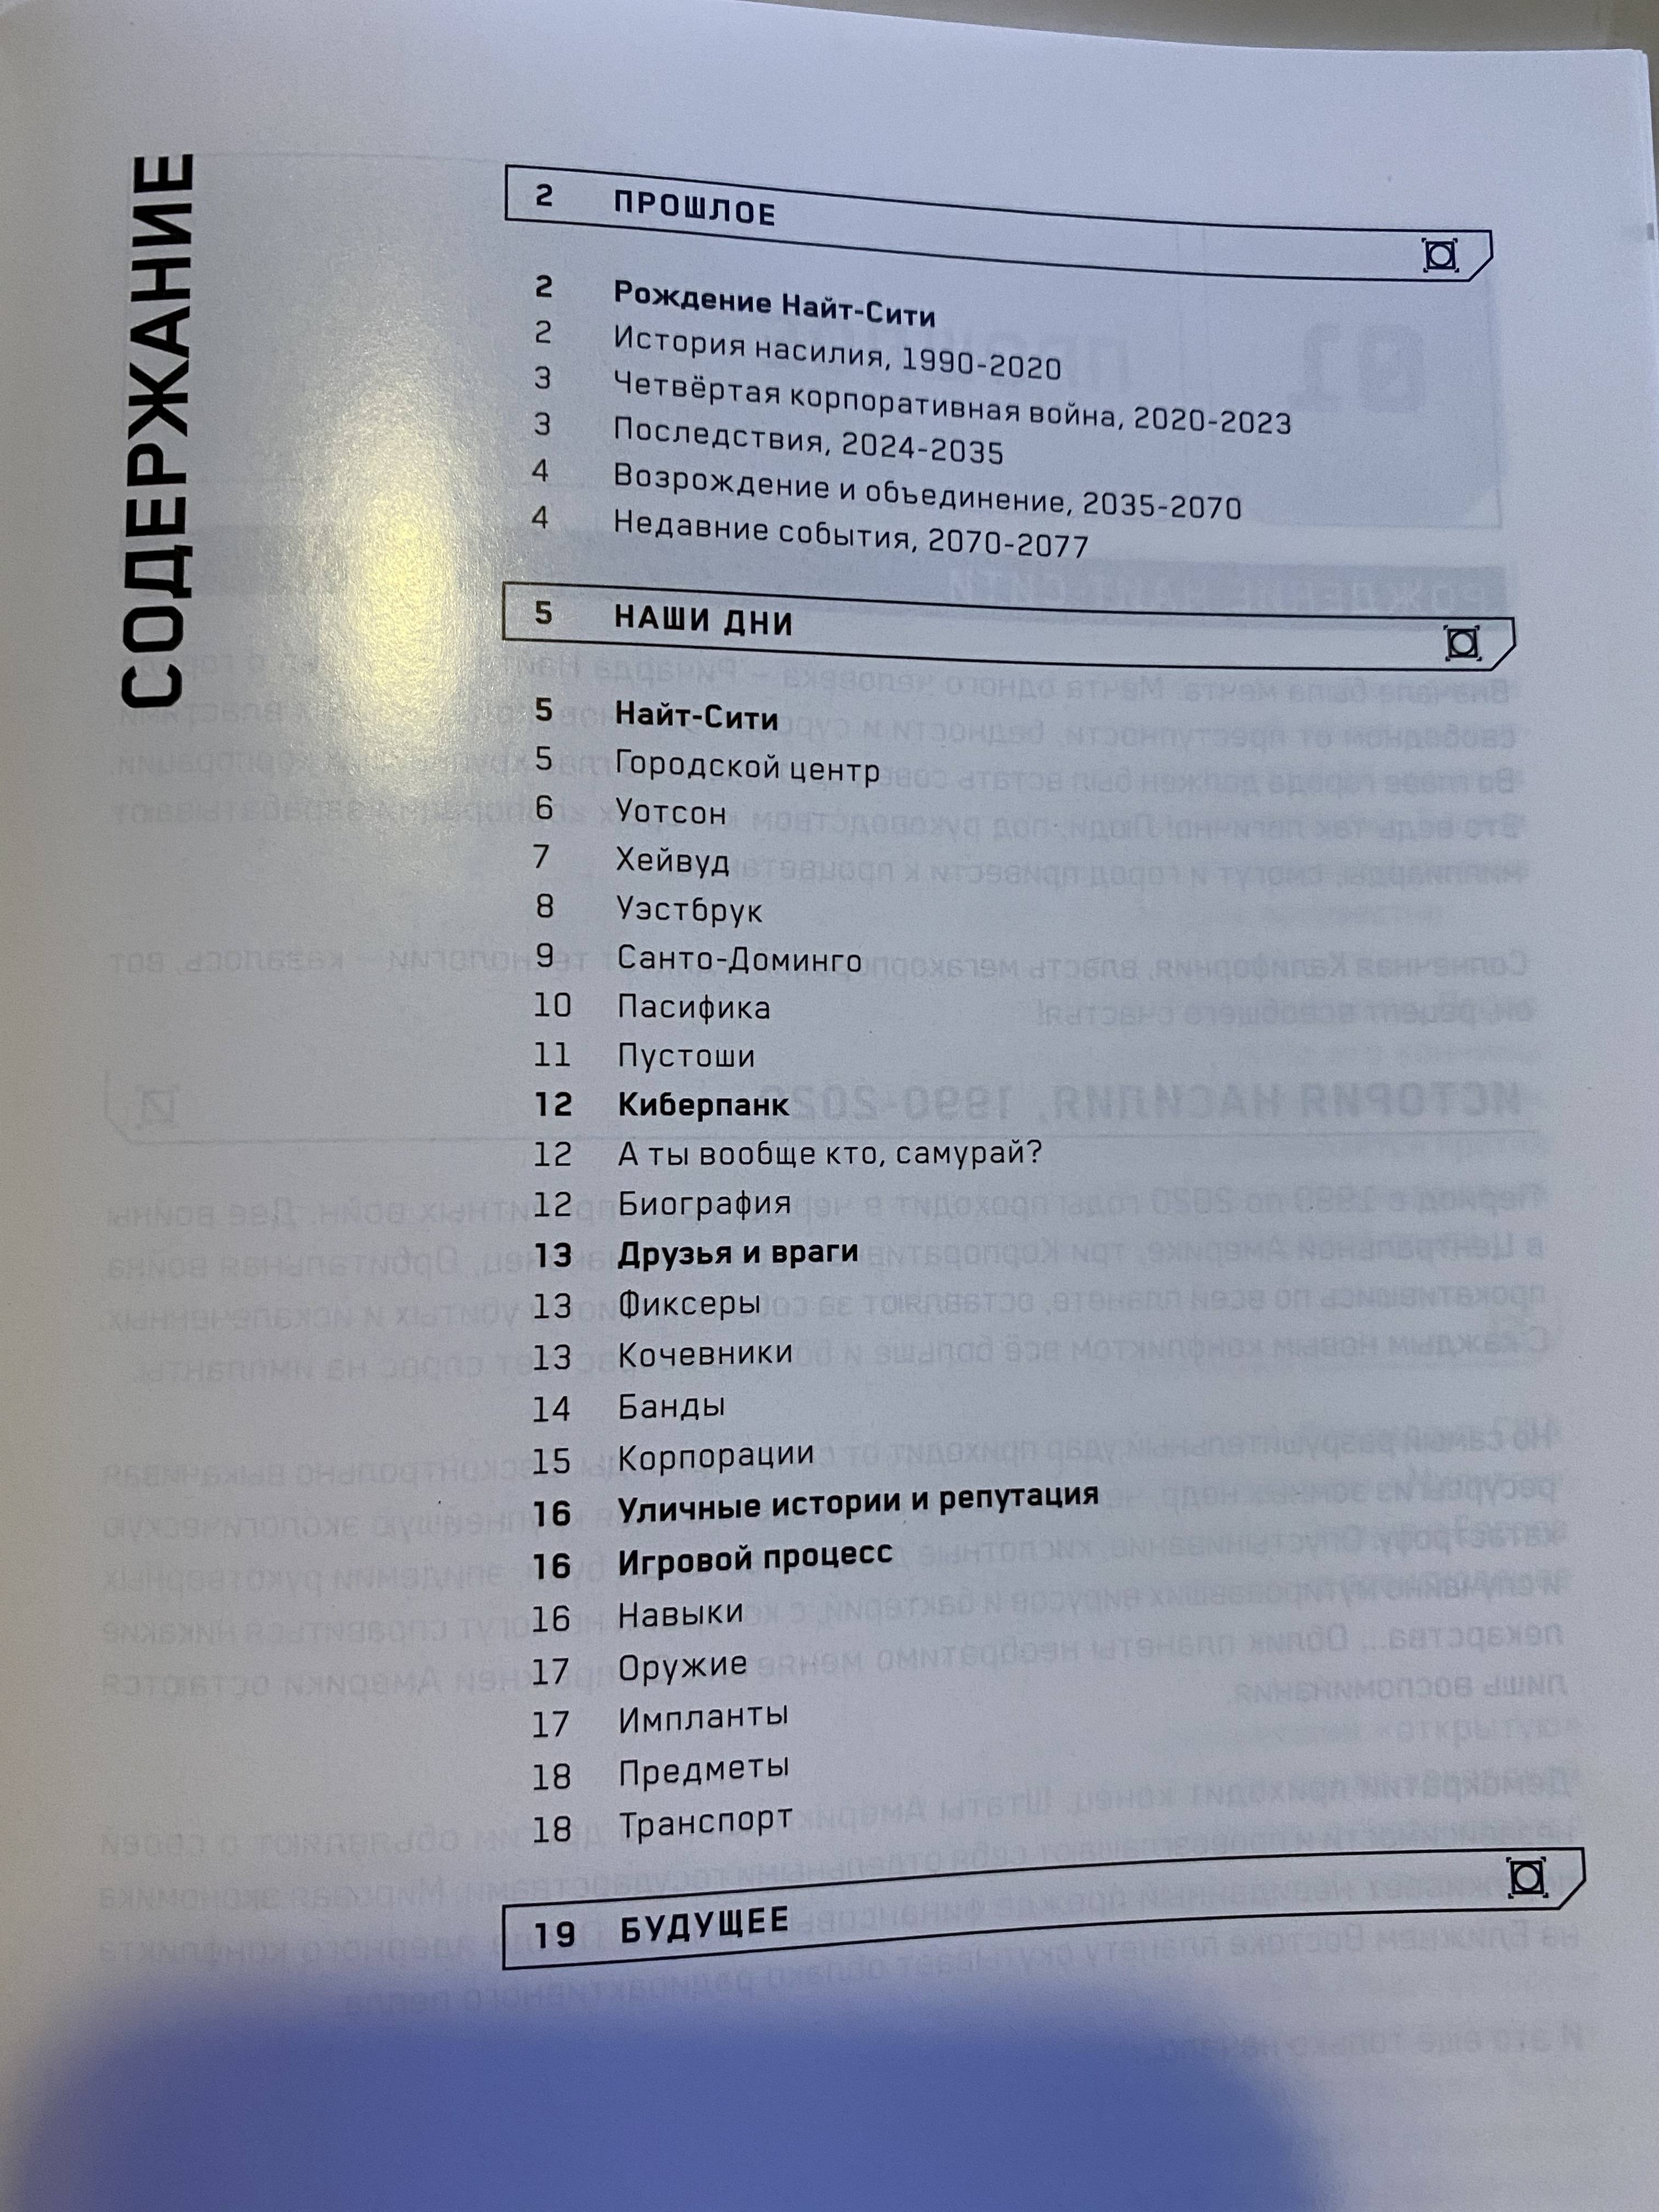 СОДЕРЖАНИЕ
2 ПРОШЛОЕ
2 Рождение Найт-Сити
2 История насилия, 1990-2020
3 Четвёртая корпоративная война, 2020-2023
3 Последствия, 2024-2035
4 Возрождение и объединение, 2035-2070
4 Недавние события, 2070-2077
5 НАШИ ДНИ
5 Найт-Сити
5 Городской центр
6 Уотсон
7 Хейвуд
8 Уэстбрук
9 Санто-Доминго
10 Пасифика
11 Пустоши
12 Киберпанк
12 А ты вообще кто, самурай?
12 Биография
13 Друзья и враги
13 Фиксеры
13 Кочевники
14 Банды
15 Корпорации
16 Уличные истории и репутация
16 Игровой процесс
16 Навыки
17 Оружие
17 Импланты
18 Предметы
18 Транспорт
19 БУДУЩЕЕ